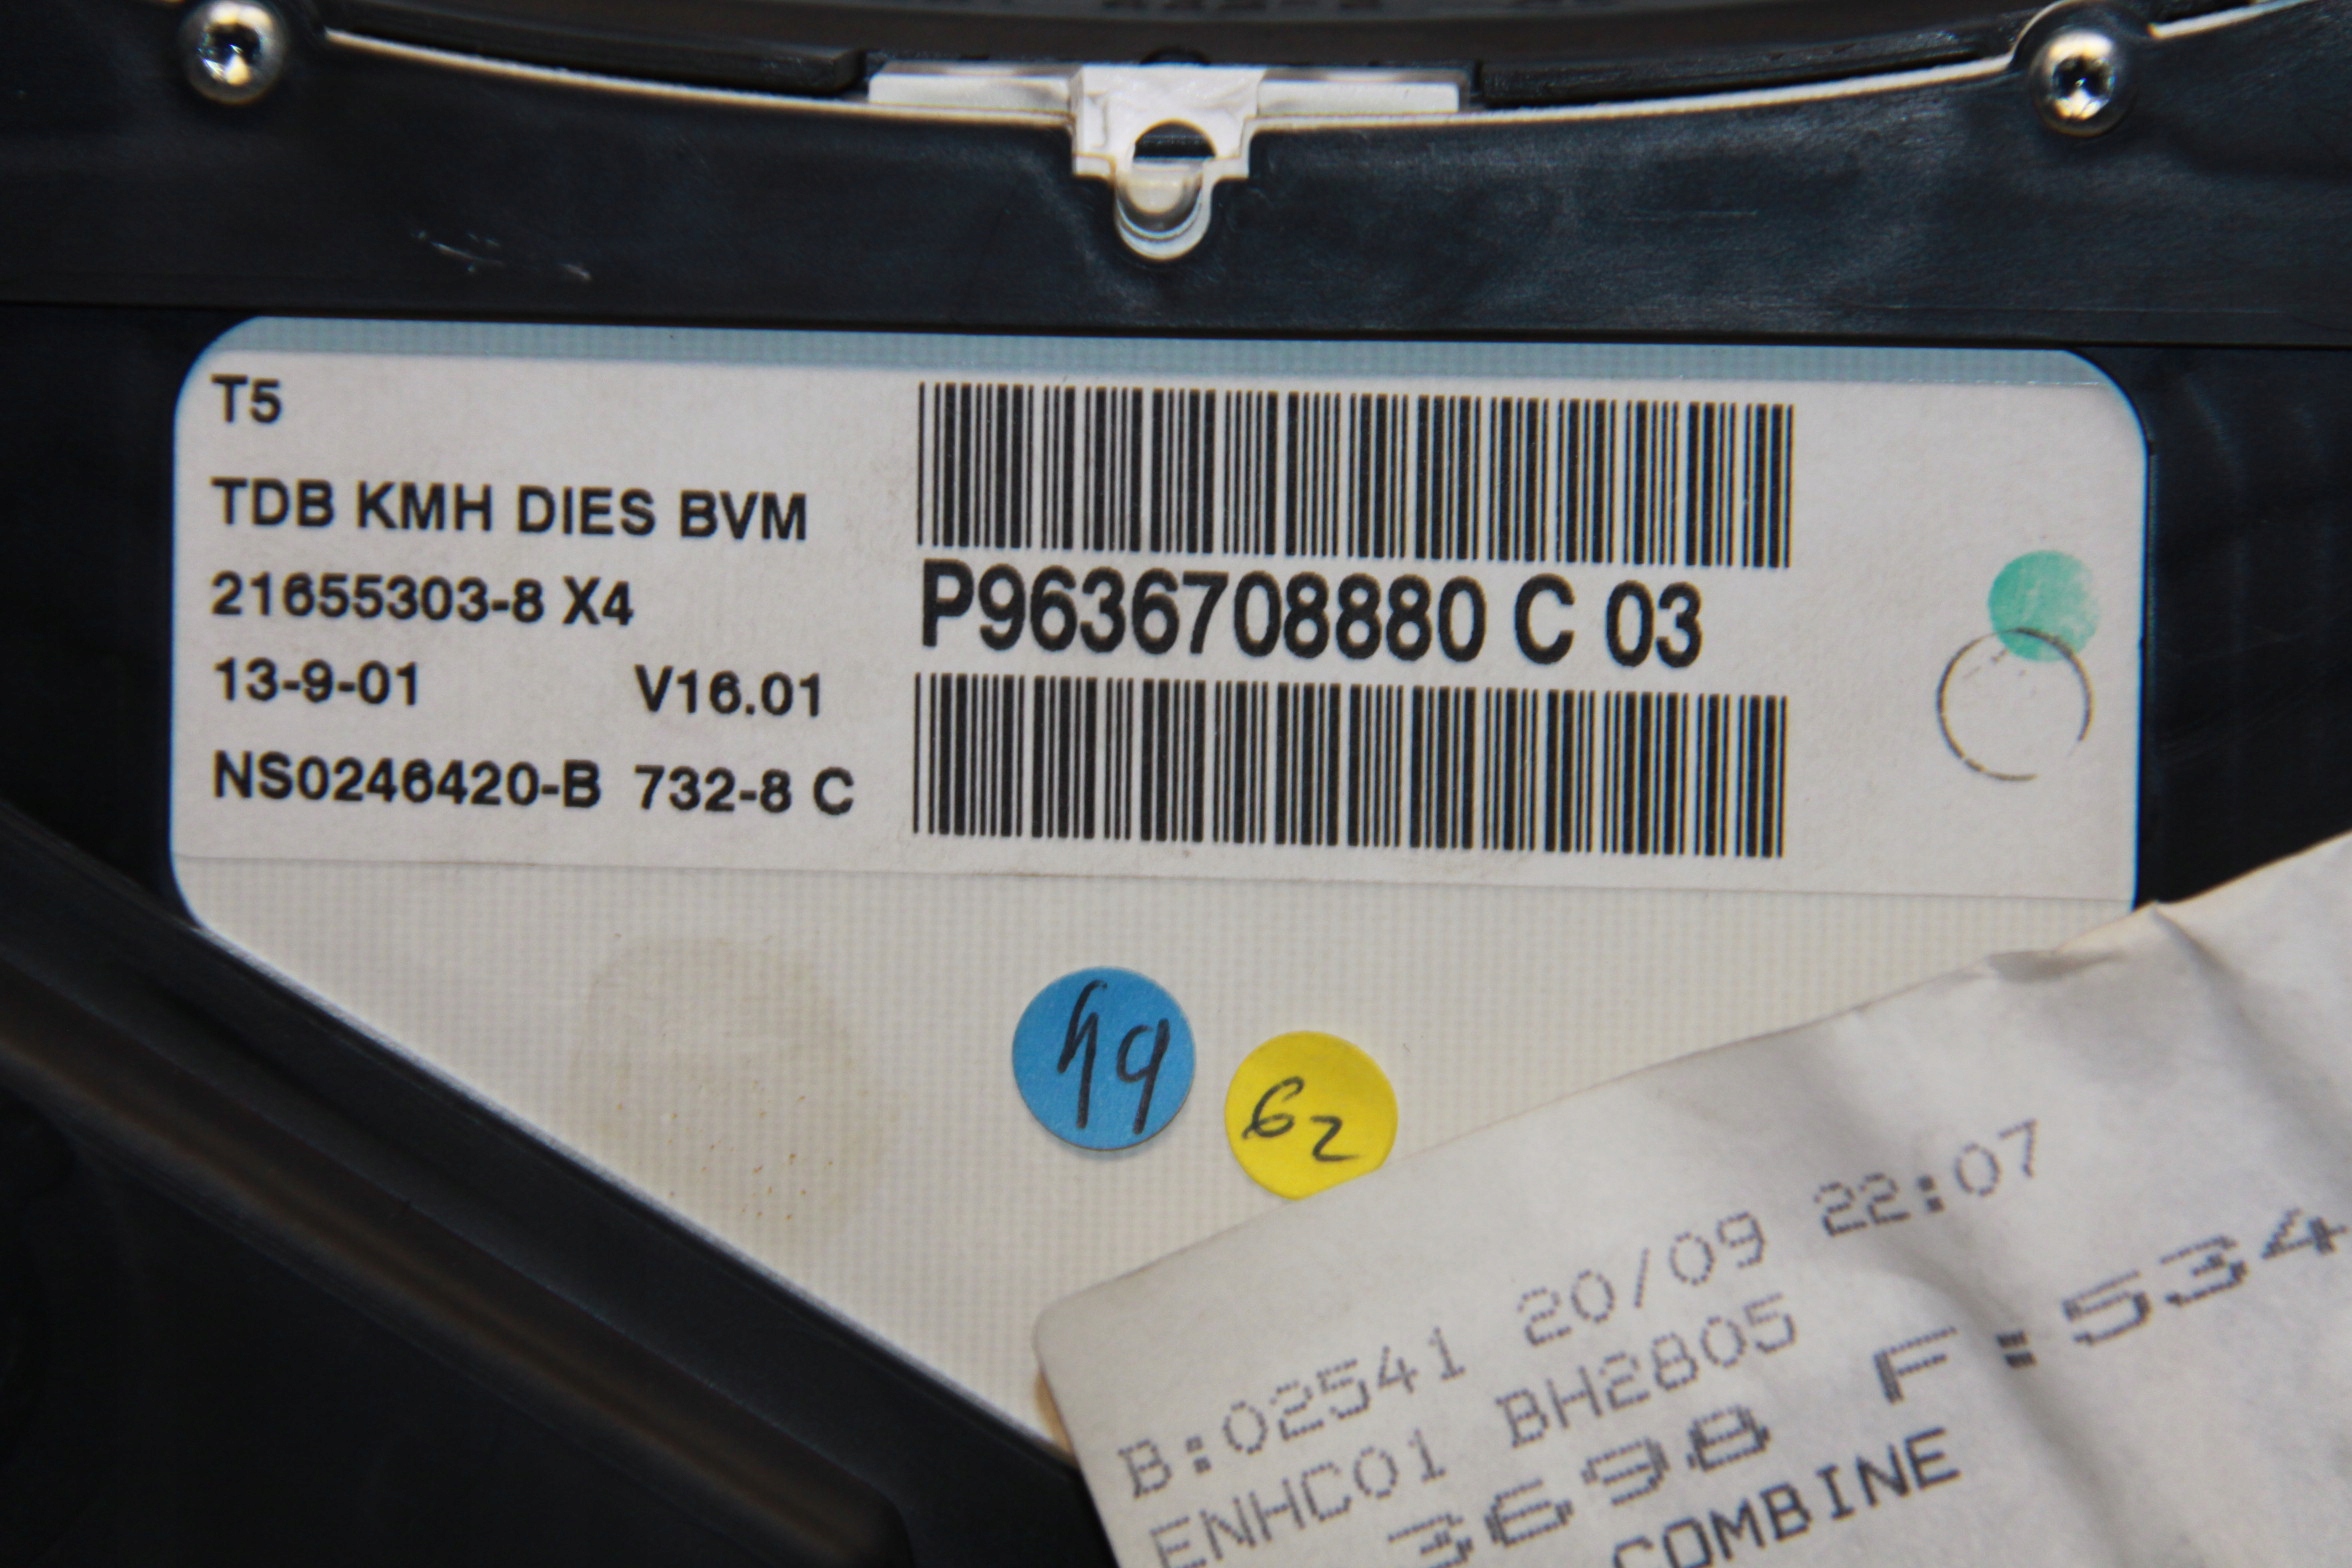 T5
TDB KMH DIES BVM
21655303-8 X4
13-9-01 V16.01
NS0246420-B 732-8 C
P9636708880 C 03
49
62
B:02541 20/09 22:07
ENHC01 BH2805
3698 F:534
COMBINE